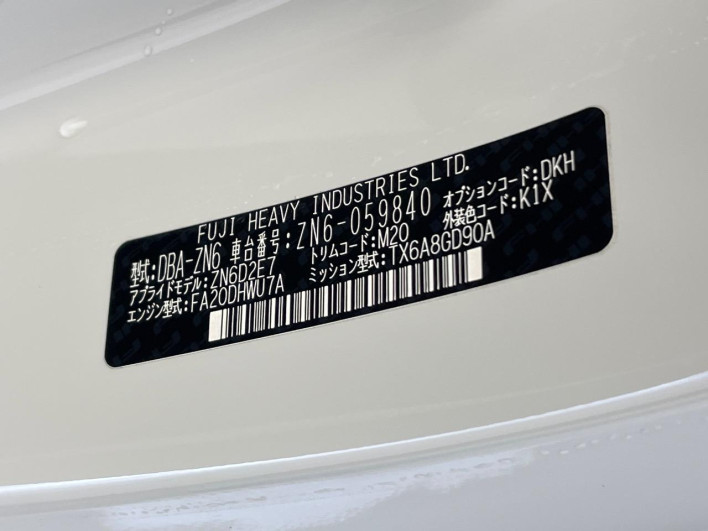 FUJI HEAVY INDUSTRIES LTD.
型式:DBA-ZN6 車台番号:ZN6-059840 オプションコード:DKH
アプライドモデル:ZN6D2E7 トリムコード:M20 外装色コード:K1X
エンジン型式:FA20DHWU7A ミッション型式:TX6A8GD90A